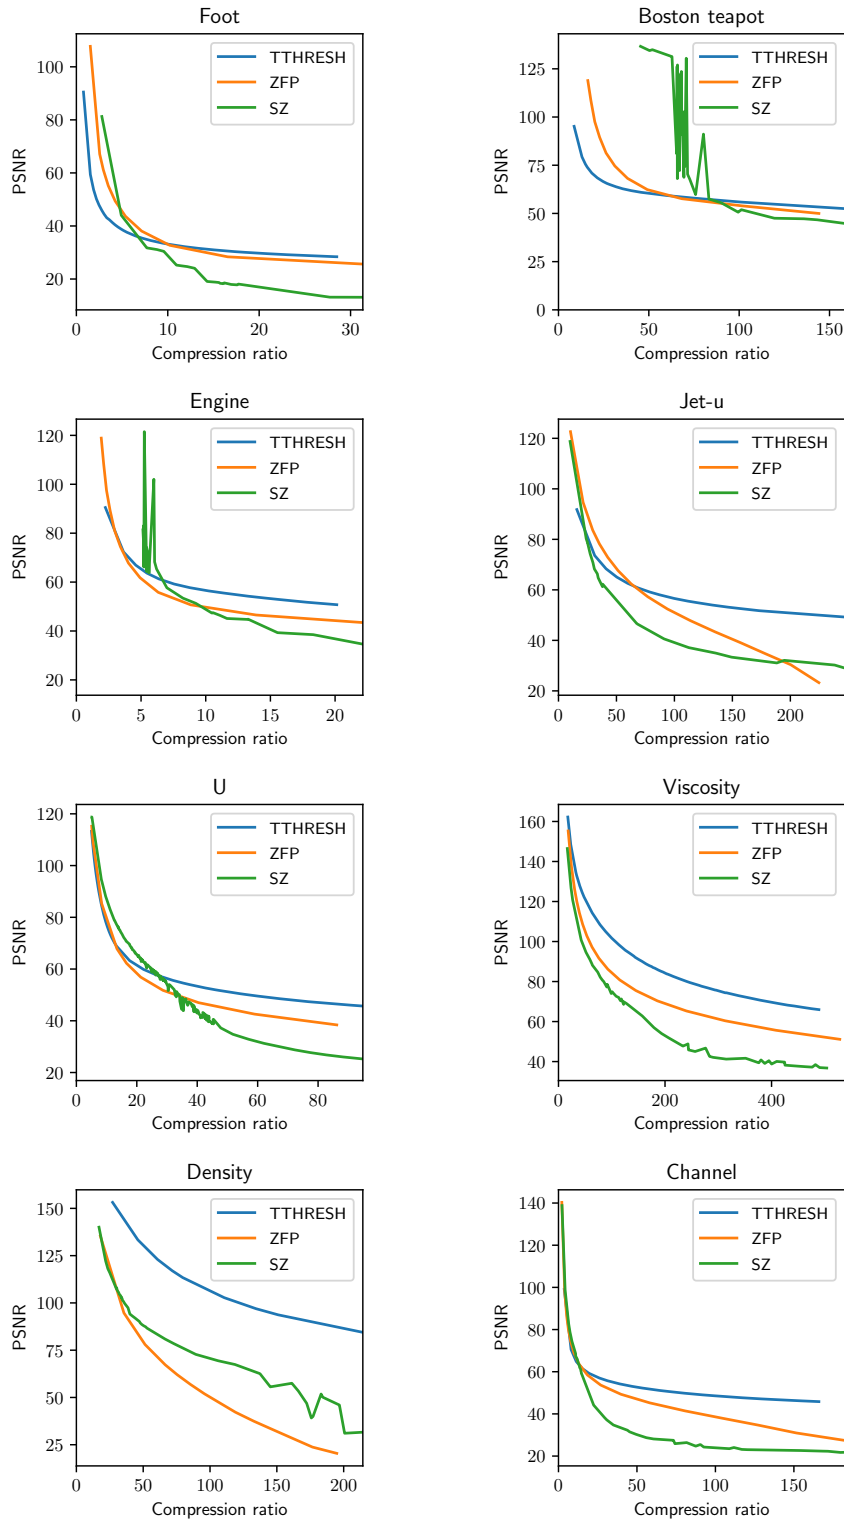 Foot
PSNR
100
80
60
40
20
0 10 20 30
Compression ratio
TTHRESH
ZFP
SZ
Boston teapot
PSNR
125
100
75
50
25
0
0 50 100 150
Compression ratio
TTHRESH
ZFP
SZ
Engine
PSNR
120
100
80
60
40
20
0 5 10 15 20
Compression ratio
TTHRESH
ZFP
SZ
Jet-u
PSNR
120
100
80
60
40
20
0 50 100 150 200
Compression ratio
TTHRESH
ZFP
SZ
U
PSNR
120
100
80
60
40
20
0 20 40 60 80
Compression ratio
TTHRESH
ZFP
SZ
Viscosity
PSNR
160
140
120
100
80
60
40
0 200 400
Compression ratio
TTHRESH
ZFP
SZ
Density
PSNR
150
125
100
75
50
25
0 50 100 150 200
Compression ratio
TTHRESH
ZFP
SZ
Channel
PSNR
140
120
100
80
60
40
20
0 50 100 150
Compression ratio
TTHRESH
ZFP
SZ